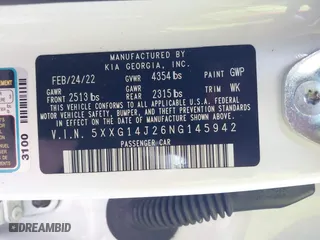 MANUFACTURED BY
KIA GEORGIA, INC.
FEB/24/22 GVWR 4354 lbs PAINT GWP
GAWR FRONT 2513 lbs GAWR REAR 2315 lbs TRIM WK
THIS VEHICLE CONFORMS TO ALL APPLICABLE FEDERAL
MOTOR VEHICLE SAFETY, BUMPER, AND THEFT PREVENTION
STANDARDS IN EFFECT ON THE DATE OF
MANUFACTURE SHOWN ABOVE.
V.I.N. 5XXG14J26NG145942
PASSENGER CAR
3100
DREAMBID